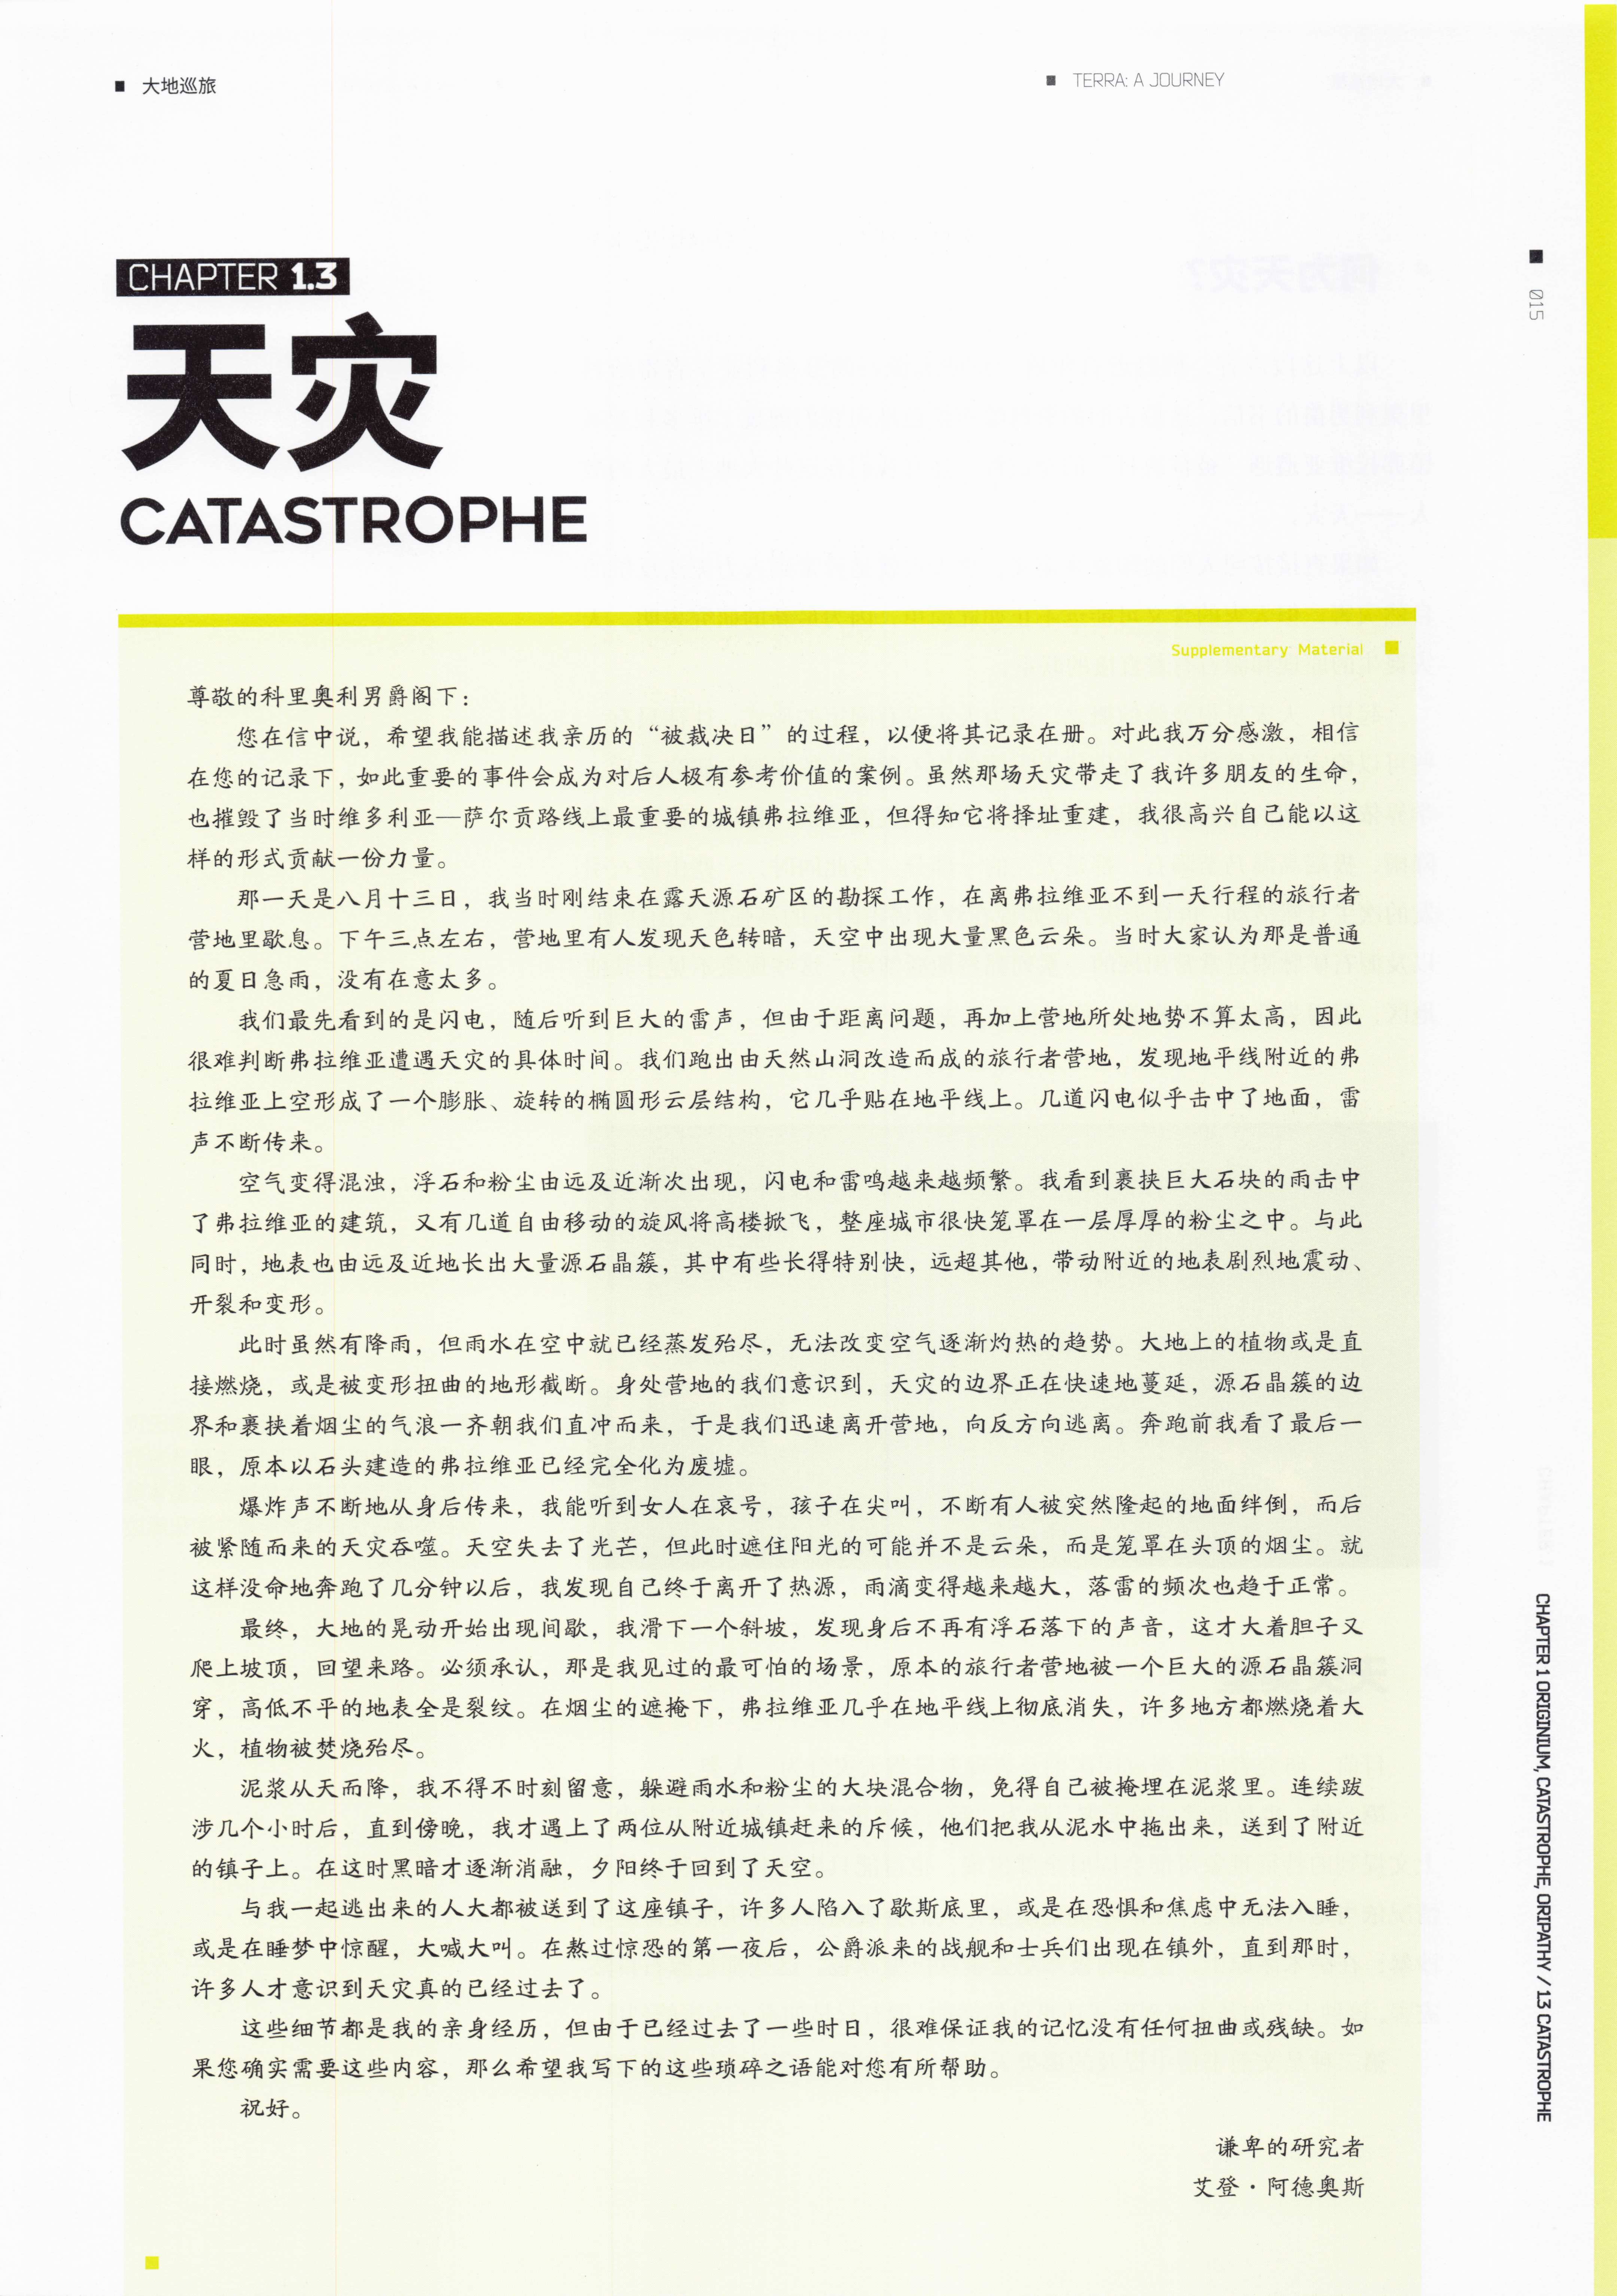 大地巡旅
TERRA: A JOURNEY
015
CHAPTER 1.3
天灾
CATASTROPHE
Supplementary Material
尊敬的科里奥利男爵阁下：
您在信中说，希望我能描述我亲历的“被裁决日”的过程，以便将其记录在册。对此我万分感激，相信
在您的记录下，如此重要的事件会成为对后人极有参考价值的案例。虽然那场天灾带走了我许多朋友的生命，
也摧毁了当时维多利亚—萨尔贡路线上最重要的城镇弗拉维亚，但得知它将择址重建，我很高兴自己能以这
样的形式贡献一份力量。
那一天是八月十三日，我当时刚结束在露天源石矿区的勘探工作，在离弗拉维亚不到一天行程的旅行者
营地里歇息。下午三点左右，营地里有人发现天色转暗，天空中出现大量黑色云朵。当时大家认为那是普通
的夏日急雨，没有在意太多。
我们最先看到的是闪电，随后听到巨大的雷声，但由于距离问题，再加上营地所处地势不算太高，因此
很难判断弗拉维亚遭遇天灾的具体时间。我们跑出由天然山洞改造而成的旅行者营地，发现地平线附近的弗
拉维亚上空形成了一个膨胀、旋转的椭圆形云层结构，它几乎贴在地平线上。几道闪电似乎击中了地面，雷
声不断传来。
空气变得混浊，浮石和粉尘由远及近渐次出现，闪电和雷鸣越来越频繁。我看到裹挟巨大石块的雨击中
了弗拉维亚的建筑，又有几道自由移动的旋风将高楼掀飞，整座城市很快笼罩在一层厚厚的粉尘之中。与此
同时，地表也由远及近地长出大量源石晶簇，其中有些长得特别快，远超其他，带动附近的地表剧烈地震动、
开裂和变形。
此时虽然有降雨，但雨水在空中就已经蒸发殆尽，无法改变空气逐渐灼热的趋势。大地上的植物或是直
接燃烧，或是被变形扭曲的地形截断。身处营地的我们意识到，天灾的边界正在快速地蔓延，源石晶簇的边
界和裹挟着烟尘的气浪一齐朝我们直冲而来，于是我们迅速离开营地，向反方向逃离。奔跑前我看了最后一
眼，原本以石头建造的弗拉维亚已经完全化为废墟。
爆炸声不断地从身后传来，我能听到女人在哀号，孩子在尖叫，不断有人被突然隆起的地面绊倒，而后
被紧随而来的天灾吞噬。天空失去了光芒，但此时遮住阳光的可能并不是云朵，而是笼罩在头顶的烟尘。就
这样没命地奔跑了几分钟以后，我发现自己终于离开了热源，雨滴变得越来越大，落雷的频次也趋于正常。
最终，大地的晃动开始出现间歇，我滑下一个斜坡，发现身后不再有浮石落下的声音，这才大着胆子又
爬上坡顶，回望来路。必须承认，那是我见过的最可怕的场景，原本的旅行者营地被一个巨大的源石晶簇洞
穿，高低不平的地表全是裂纹。在烟尘的遮掩下，弗拉维亚几乎在地平线上彻底消失，许多地方都燃烧着大
火，植物被焚烧殆尽。
泥浆从天而降，我不得不时刻留意，躲避雨水和粉尘的大块混合物，免得自己被掩埋在泥浆里。连续跋
涉几个小时后，直到傍晚，我才遇上了两位从附近城镇赶来的斥候，他们把我从泥水中拖出来，送到了附近
的镇子上。在这时黑暗才逐渐消融，夕阳终于回到了天空。
与我一起逃出来的人大都被送到了这座镇子，许多人陷入了歇斯底里，或是在恐惧和焦虑中无法入睡，
或是在睡梦中惊醒，大喊大叫。在熬过惊恐的第一夜后，公爵派来的战舰和士兵们出现在镇外，直到那时，
许多人才意识到天灾真的已经过去了。
这些细节都是我的亲身经历，但由于已经过去了一些时日，很难保证我的记忆没有任何扭曲或残缺。如
果您确实需要这些内容，那么希望我写下的这些琐碎之语能对您有所帮助。
祝好。
谦卑的研究者
艾登·阿德奥斯
CHAPTER 1 ORIGINIUM, CATASTROPHE, ORIPATHY / 1.3 CATASTROPHE